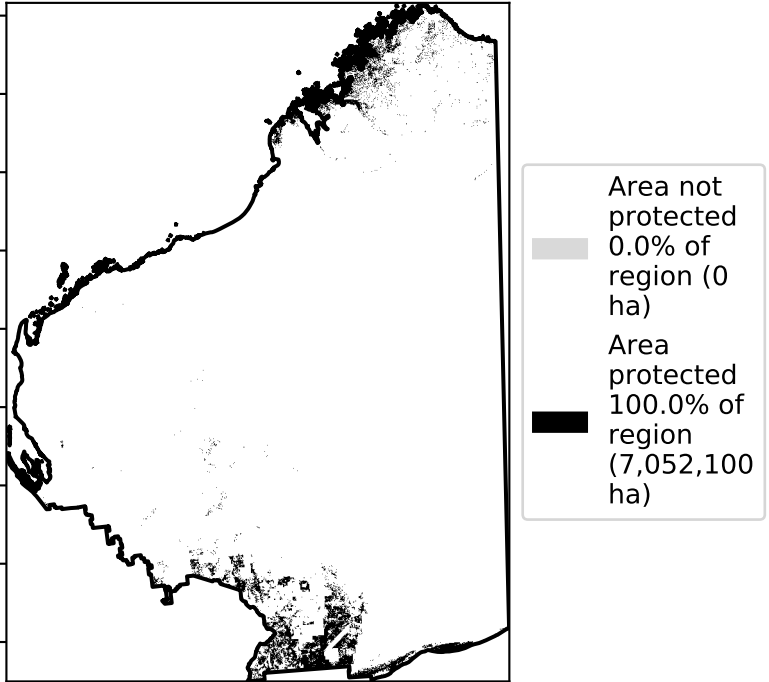 Area not
protected
0.0% of
region (0
ha)
Area
protected
100.0% of
region
(7,052,100
ha)